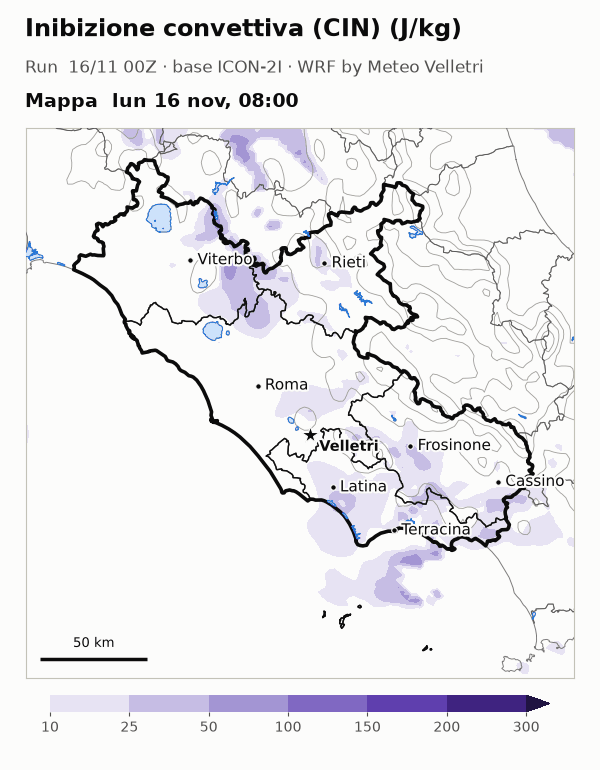 Inibizione convettiva (CIN) (J/kg)
Run  16/11 00Z · base ICON-2I · WRF by Meteo Velletri
Mappa  lun 16 nov, 08:00
Viterbo
Rieti
Roma
Velletri
Frosinone
Latina
Cassino
Terracina
50 km
10 25 50 100 150 200 300